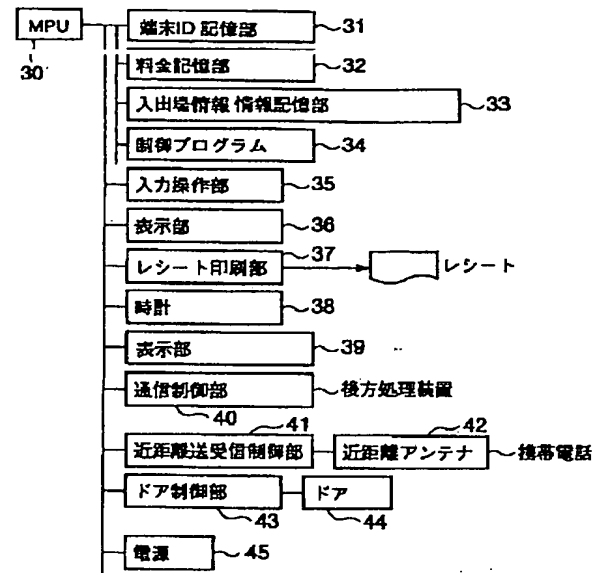 MPU
30
端末ID 記憶部 31
料金記憶部 32
入出場情報 情報記憶部 33
制御プログラム 34
入力操作部 35
表示部 36
レシート印刷部 37 レシート
時計 38
表示部 39
通信制御部 後方処理装置
40
41 42
近距離送受信制御部 近距離アンテナ 携帯電話
ドア制御部 ドア
43 44
電源 45